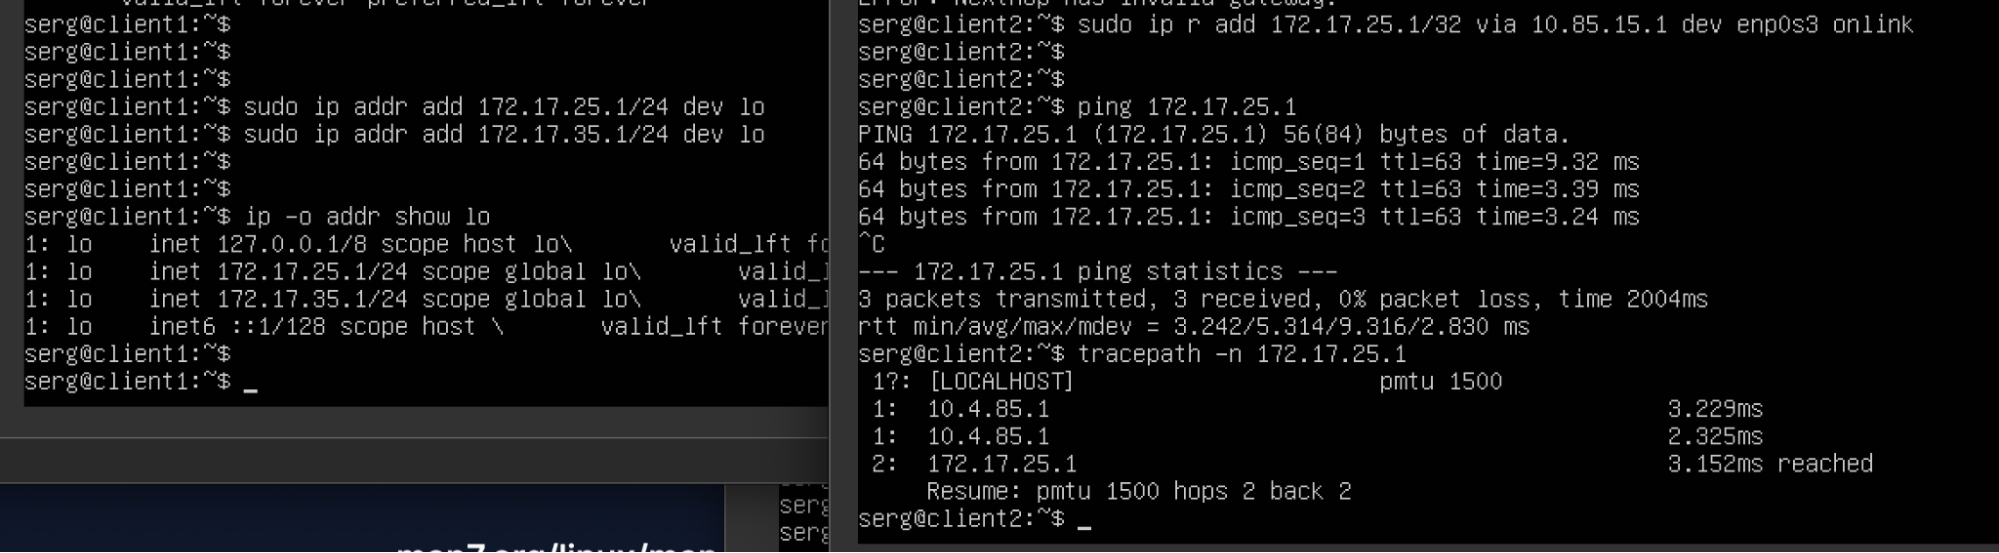 serg@client1:~$
serg@client1:~$
serg@client1:~$
serg@client1:~$ sudo ip addr add 172.17.25.1/24 dev lo
serg@client1:~$ sudo ip addr add 172.17.35.1/24 dev lo
serg@client1:~$
serg@client1:~$
serg@client1:~$ ip -o addr show lo
1: lo    inet 127.0.0.1/8 scope host lo\       valid_lft fo
1: lo    inet 172.17.25.1/24 scope global lo\       valid_l
1: lo    inet 172.17.35.1/24 scope global lo\       valid_l
1: lo    inet6 ::1/128 scope host \       valid_lft forever
serg@client1:~$
serg@client1:~$ _
Error: Nexthop has invalid gateway.
serg@client2:~$ sudo ip r add 172.17.25.1/32 via 10.85.15.1 dev enp0s3 onlink
serg@client2:~$
serg@client2:~$
serg@client2:~$ ping 172.17.25.1
PING 172.17.25.1 (172.17.25.1) 56(84) bytes of data.
64 bytes from 172.17.25.1: icmp_seq=1 ttl=63 time=9.32 ms
64 bytes from 172.17.25.1: icmp_seq=2 ttl=63 time=3.39 ms
64 bytes from 172.17.25.1: icmp_seq=3 ttl=63 time=3.24 ms
^C
--- 172.17.25.1 ping statistics ---
3 packets transmitted, 3 received, 0% packet loss, time 2004ms
rtt min/avg/max/mdev = 3.242/5.314/9.316/2.830 ms
serg@client2:~$ tracepath -n 172.17.25.1
 1?: [LOCALHOST]                      pmtu 1500
 1:  10.4.85.1                                             3.229ms
 1:  10.4.85.1                                             2.325ms
 2:  172.17.25.1                                           3.152ms reached
     Resume: pmtu 1500 hops 2 back 2
serg@client2:~$ _
serg
serg